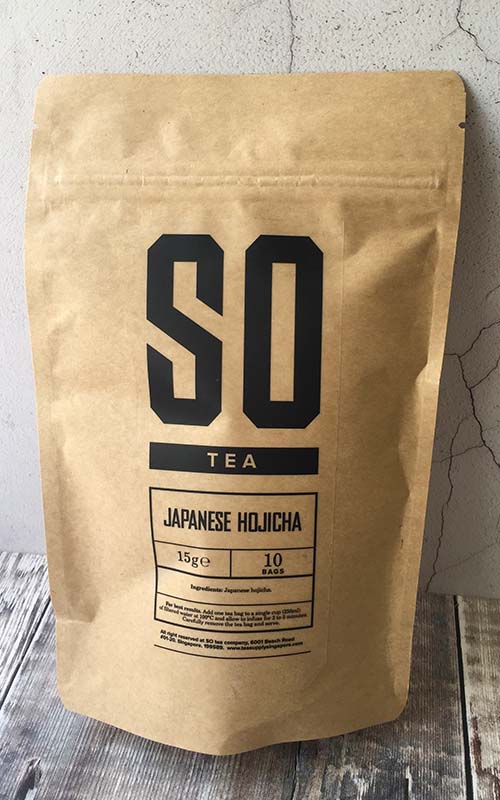 SO
TEA
JAPANESE HOJICHA
15g℮
10
BAGS
Ingredients: Japanese hojicha.
For best results. Add one tea bag to a single cup (250ml)
of filtered water at 100°C and allow to infuse for 2 to 5 minutes.
Carefully remove the tea bag and serve.
All right reserved at SO tea company, 6001 Beach Road
#01-20, Singapore, 199589. www.teasupplysingapore.com